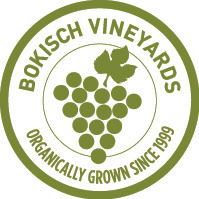 BOKISCH VINEYARDS
ORGANICALLY GROWN SINCE 1999